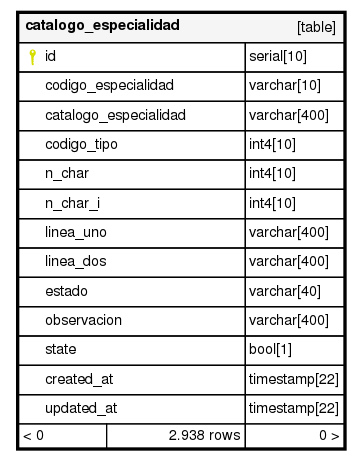 catalogo_especialidad [table]
id serial[10]
codigo_especialidad varchar[10]
catalogo_especialidad varchar[400]
codigo_tipo int4[10]
n_char int4[10]
n_char_i int4[10]
linea_uno varchar[400]
linea_dos varchar[400]
estado varchar[40]
observacion varchar[400]
state bool[1]
created_at timestamp[22]
updated_at timestamp[22]
< 0 2.938 rows 0 >